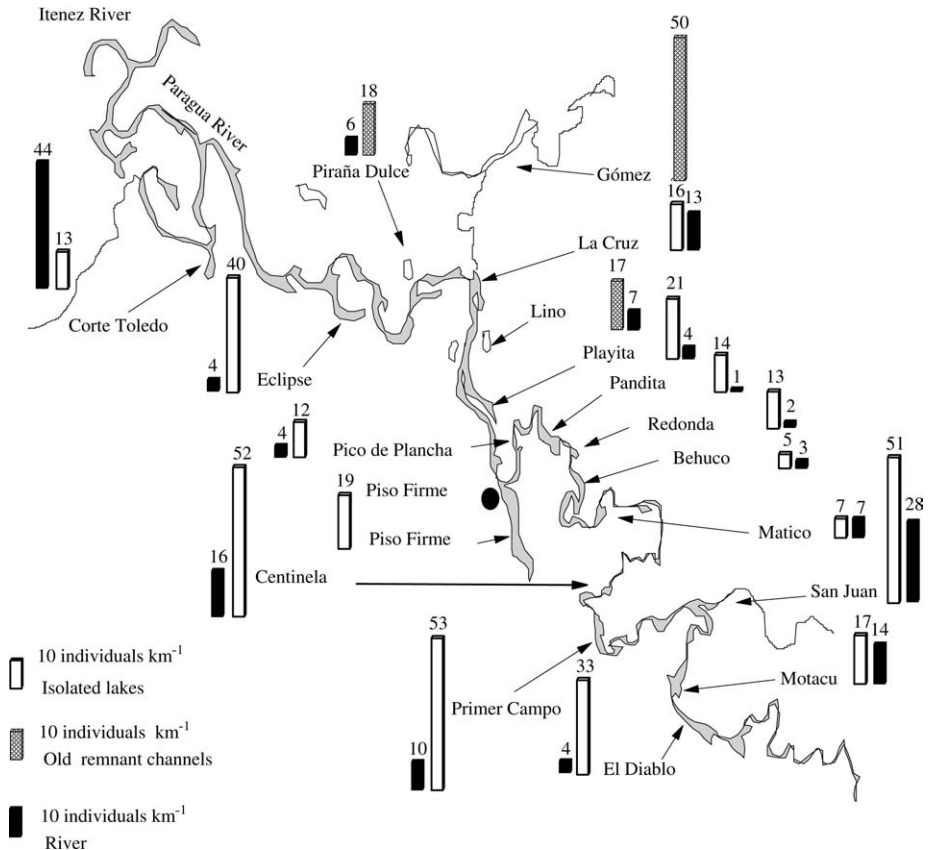 Itenez River
Paragua River
50
18
6
Piraña Dulce
Gómez
44
13
16
13
La Cruz
40
4
Corte Toledo
17
7
21
4
Lino
Eclipse
Playita
14
1
Pandita
13
2
12
4
Pico de Plancha
Redonda
5
3
51
28
52
16
19
Piso Firme
Behuco
7
7
Piso Firme
Matico
Centinela
San Juan
17
14
53
10
33
4
Primer Campo
Motacu
El Diablo
10 individuals km⁻¹
Isolated lakes
10 individuals km⁻¹
Old remnant channels
10 individuals km⁻¹
River